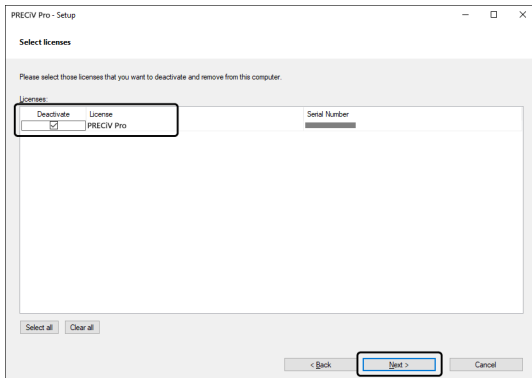 PRECiV Pro - Setup
Select licenses
Please select those licenses that you want to deactivate and remove from this computer.
Licenses:
Deactivate License Serial Number
PRECiV Pro
Select all Clear all
< Back Next > Cancel